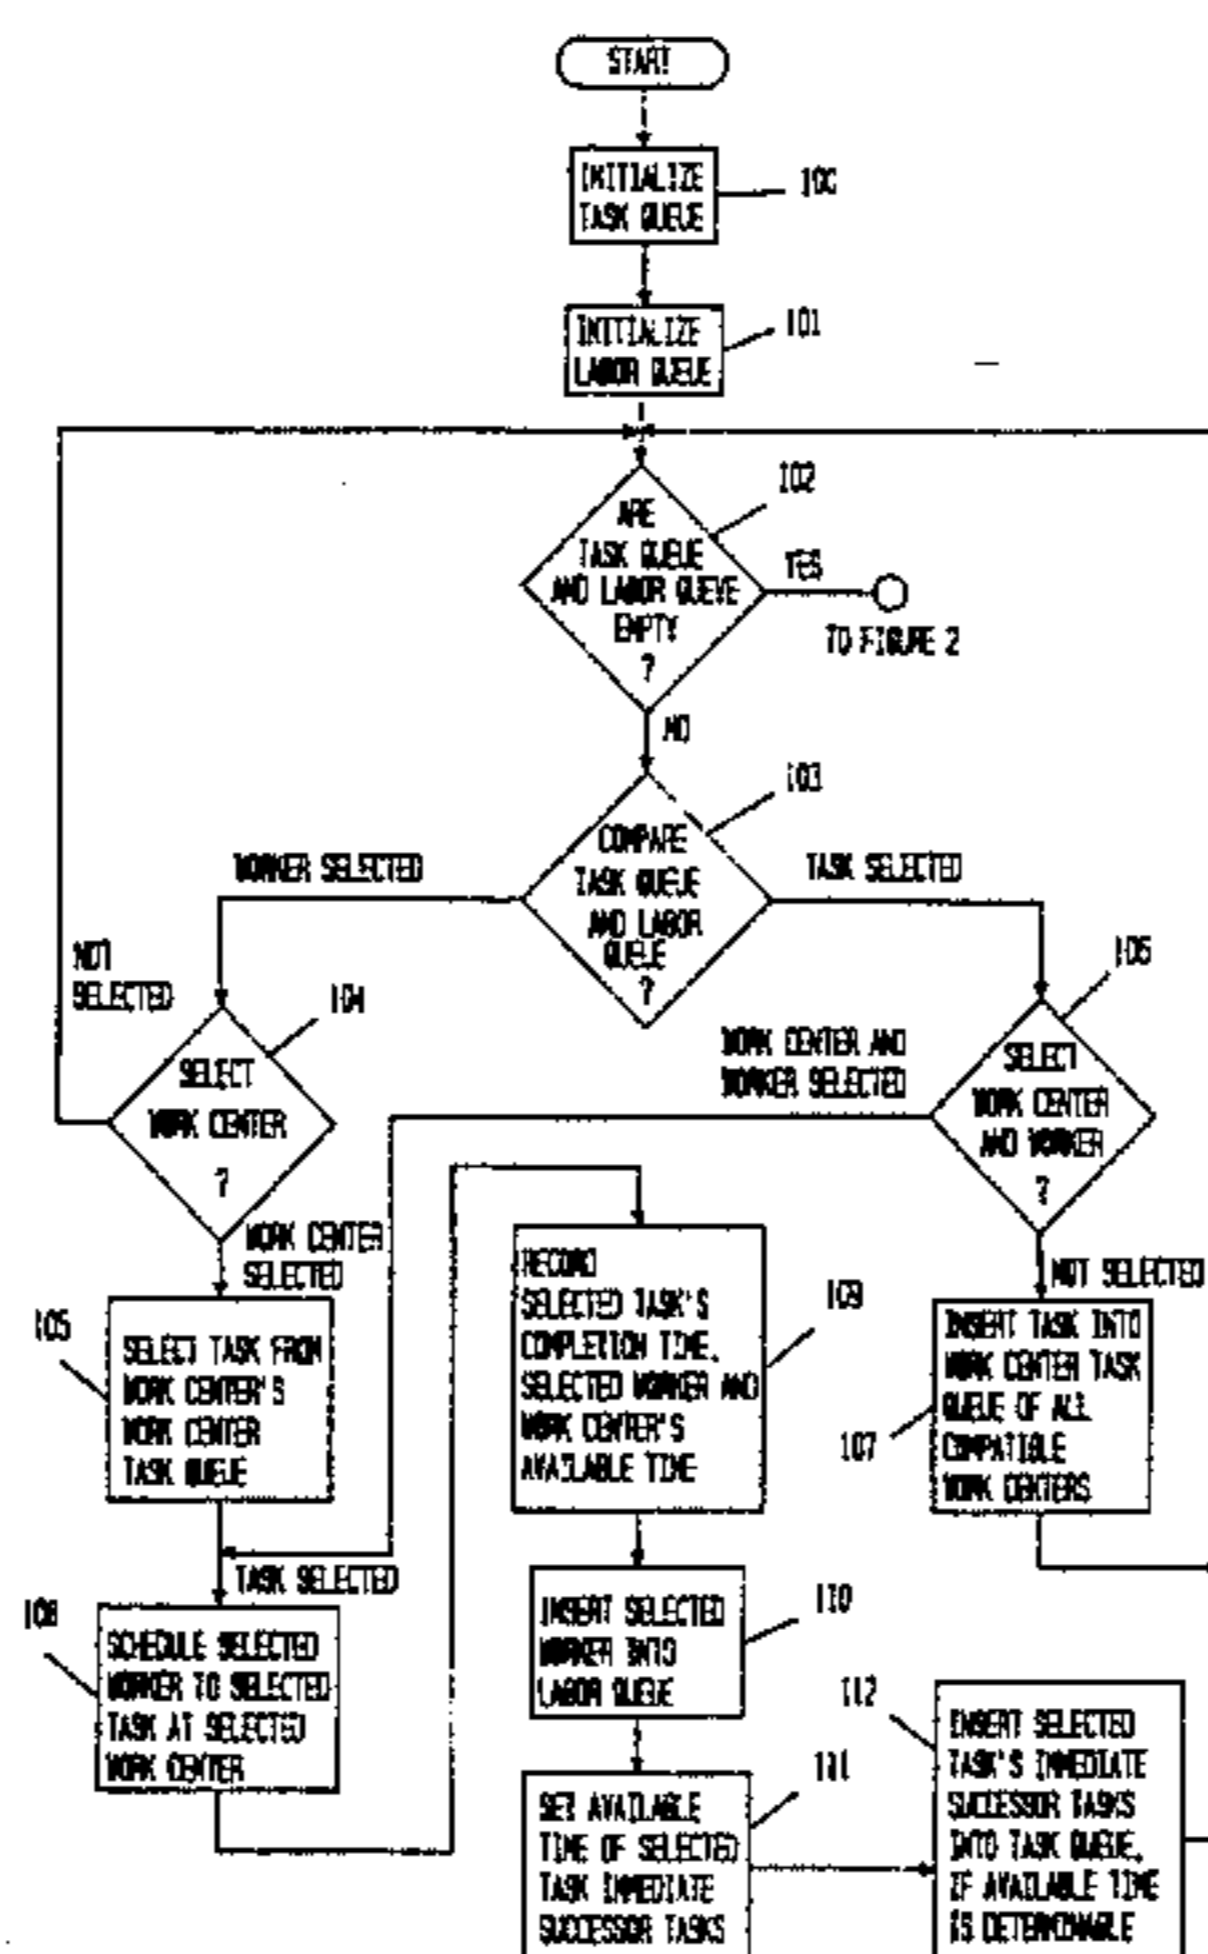 START
INITIALIZE
TASK QUEUE
100
INITIALIZE
LABOR QUEUE
101
102
ARE
TASK QUEUE
AND LABOR QUEUE
EMPTY
?
YES
TO FIGURE 2
NO
103
COMPARE
TASK QUEUE
AND LABOR
QUEUE
?
WORKER SELECTED
TASK SELECTED
NOT
SELECTED
104
SELECT
WORK CENTER
?
106
SELECT
WORK CENTER
AND WORKER
?
WORK CENTER AND
WORKER SELECTED
WORK CENTER
SELECTED
NOT SELECTED
105
SELECT TASK FROM
WORK CENTER'S
WORK CENTER
TASK QUEUE
RECORD
SELECTED TASK'S
COMPLETION TIME,
SELECTED WORKER AND
WORK CENTER'S
AVAILABLE TIME
109
INSERT TASK INTO
WORK CENTER TASK
QUEUE OF ALL
COMPATIBLE
WORK CENTERS
107
TASK SELECTED
108
SCHEDULE SELECTED
WORKER TO SELECTED
TASK AT SELECTED
WORK CENTER
INSERT SELECTED
WORKER INTO
LABOR QUEUE
110
111
SET AVAILABLE
TIME OF SELECTED
TASK IMMEDIATE
SUCCESSOR TASKS
112
INSERT SELECTED
TASK'S IMMEDIATE
SUCCESSOR TASKS
INTO TASK QUEUE,
IF AVAILABLE TIME
IS DETERMINABLE